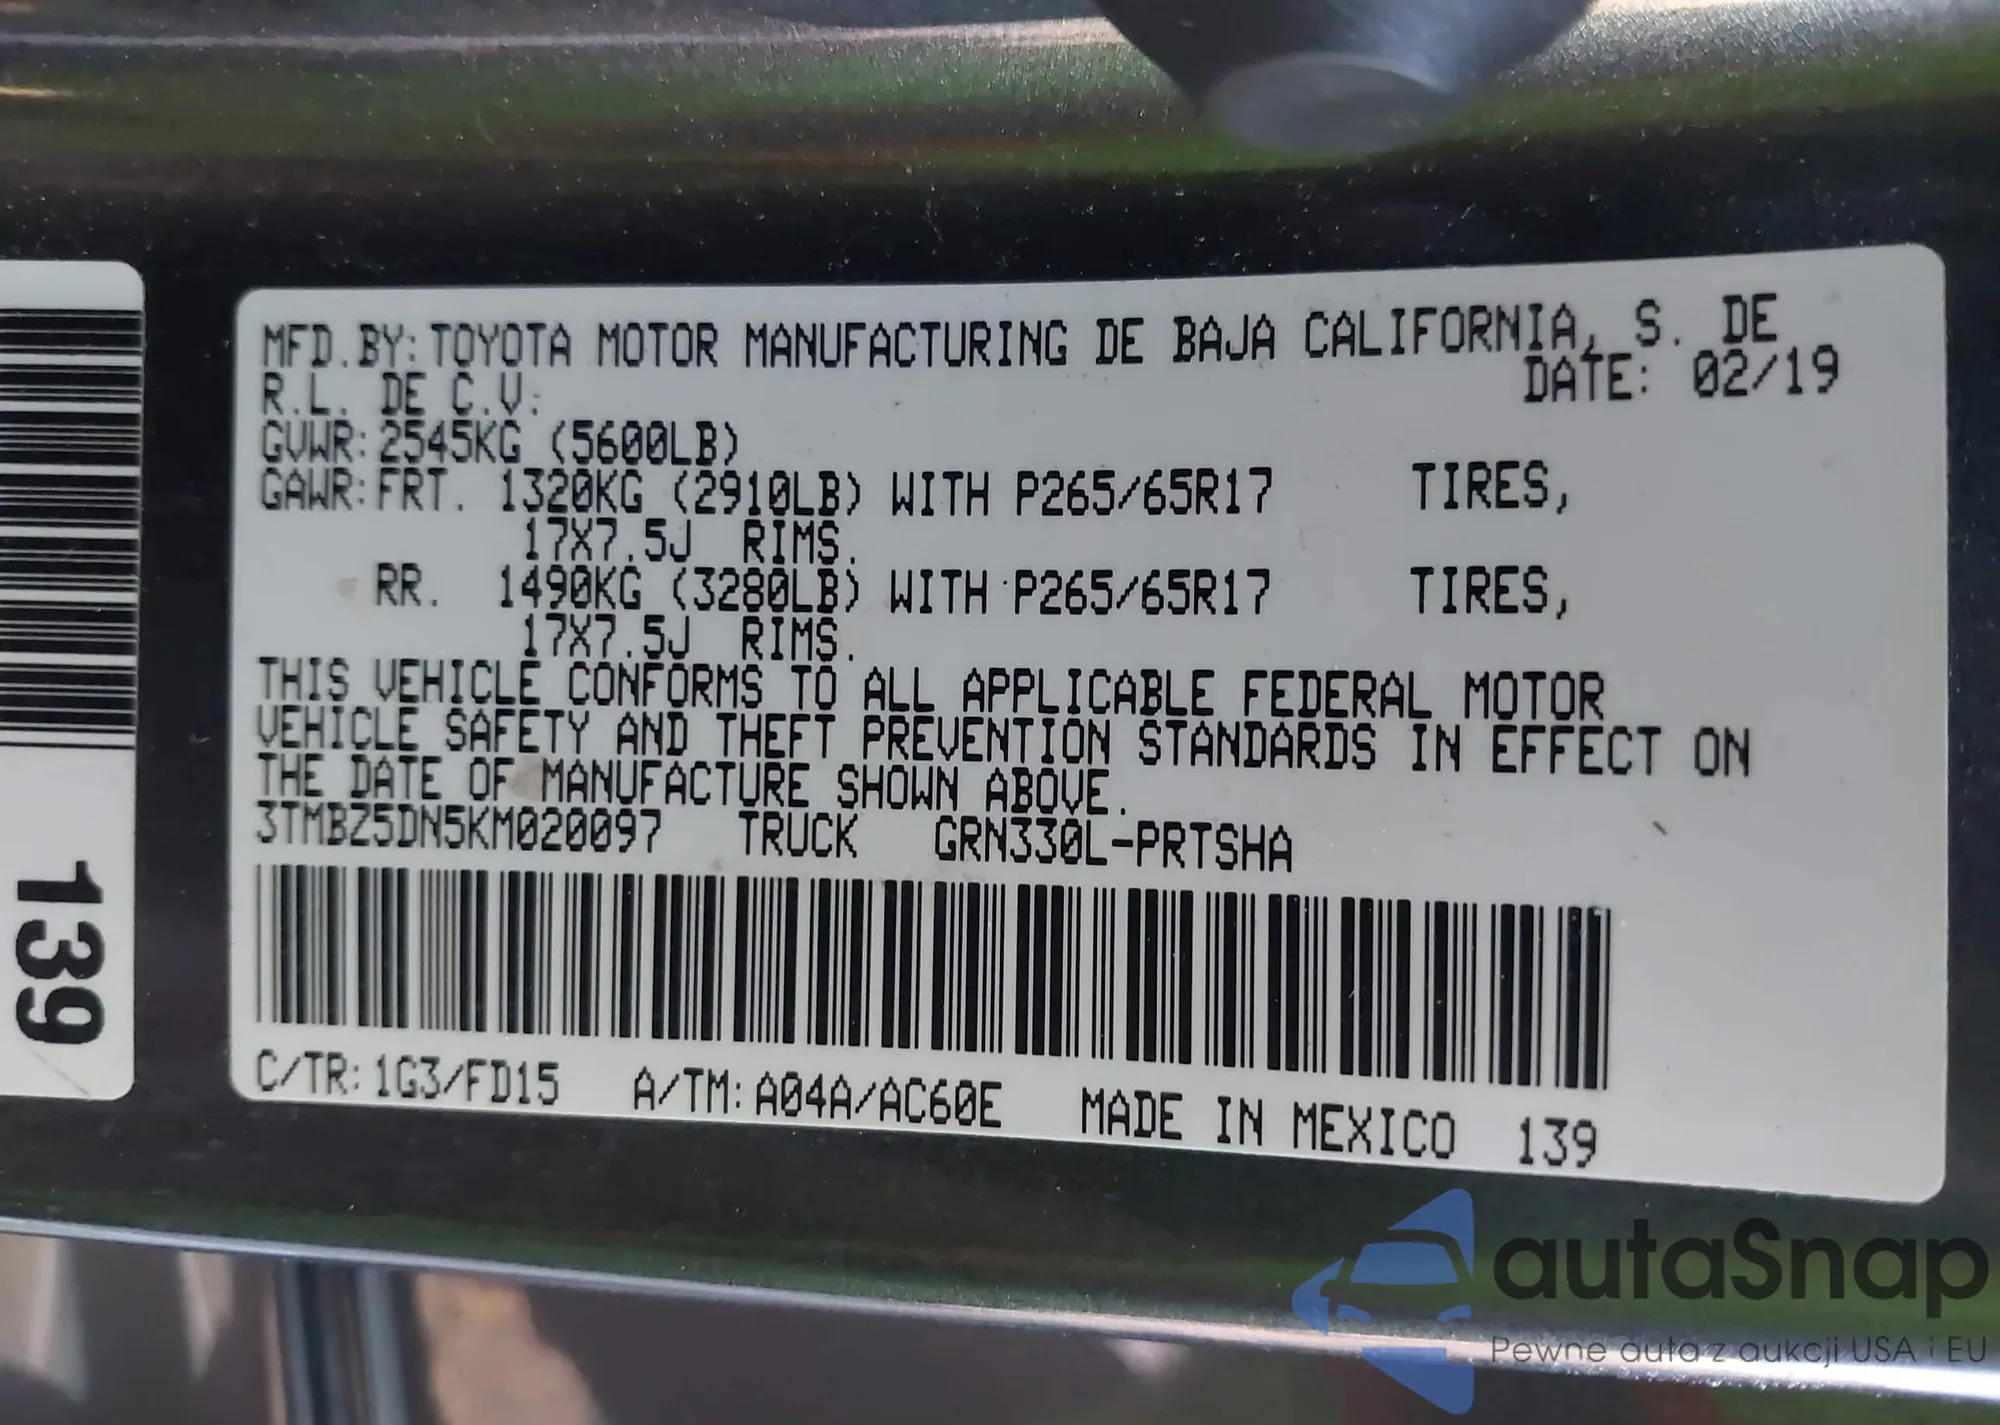 MFD.BY:TOYOTA MOTOR MANUFACTURING DE BAJA CALIFORNIA, S. DE
R.L. DE C.V.
DATE: 02/19
GVWR:2545KG (5600LB)
GAWR:FRT. 1320KG (2910LB) WITH P265/65R17 TIRES,
17X7.5J RIMS.
RR. 1490KG (3280LB) WITH P265/65R17 TIRES,
17X7.5J RIMS.
THIS VEHICLE CONFORMS TO ALL APPLICABLE FEDERAL MOTOR
VEHICLE SAFETY AND THEFT PREVENTION STANDARDS IN EFFECT ON
THE DATE OF MANUFACTURE SHOWN ABOVE.
3TMBZ5DN5KM020097 TRUCK GRN330L-PRTSHA
C/TR:1G3/FD15 A/TM:A04A/AC60E MADE IN MEXICO 139
139
autaSnap
Pewne auta z aukcji USA i EU